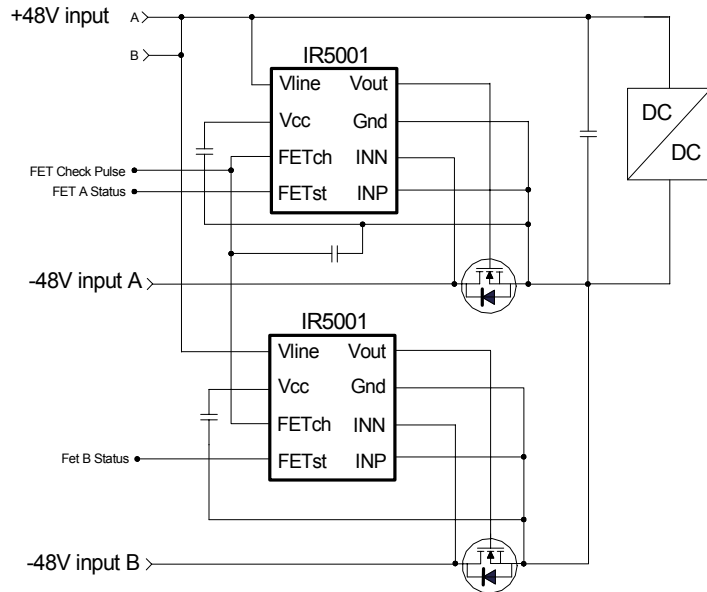 +48V input
A
B
IR5001
Vline Vout
Vcc Gnd
FETch INN
FETst INP
FET Check Pulse
FET A Status
DC
DC
-48V input A
IR5001
Vline Vout
Vcc Gnd
FETch INN
FETst INP
Fet B Status
-48V input B